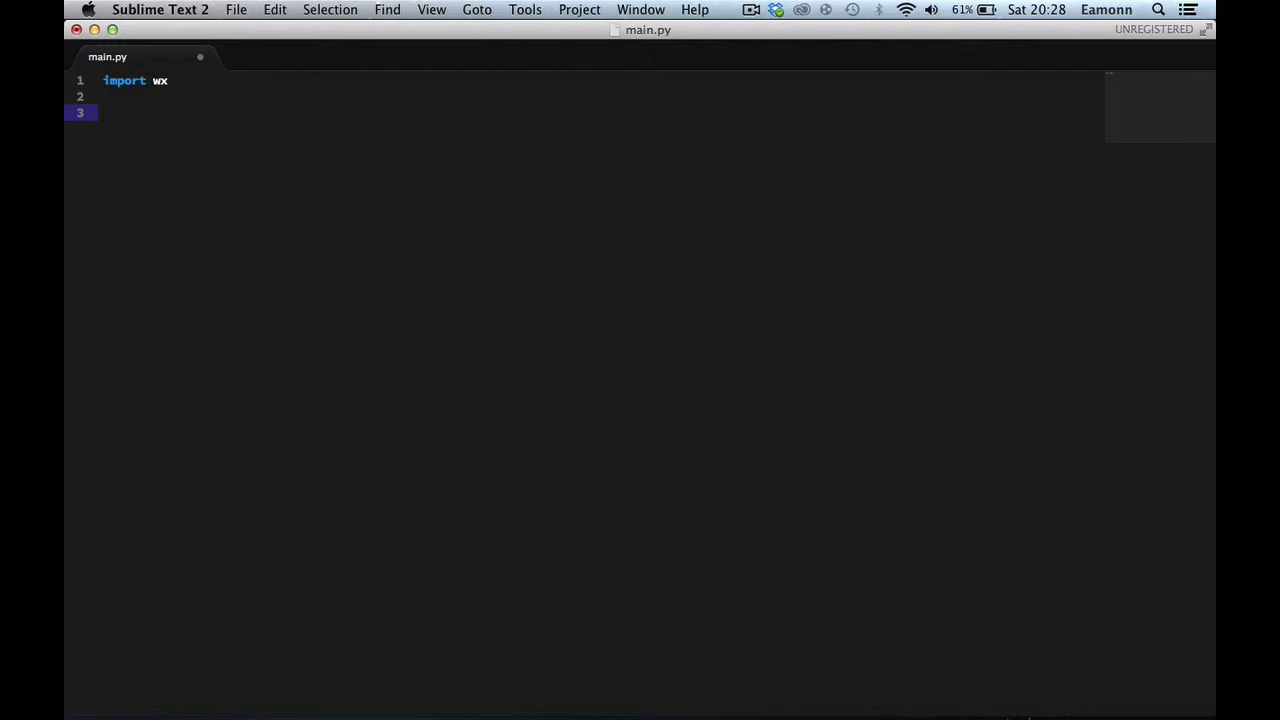 Sublime Text 2 File Edit Selection Find View Goto Tools Project Window Help 61% Sat 20:28 Eamonn
main.py UNREGISTERED
main.py
1 import wx
2
3